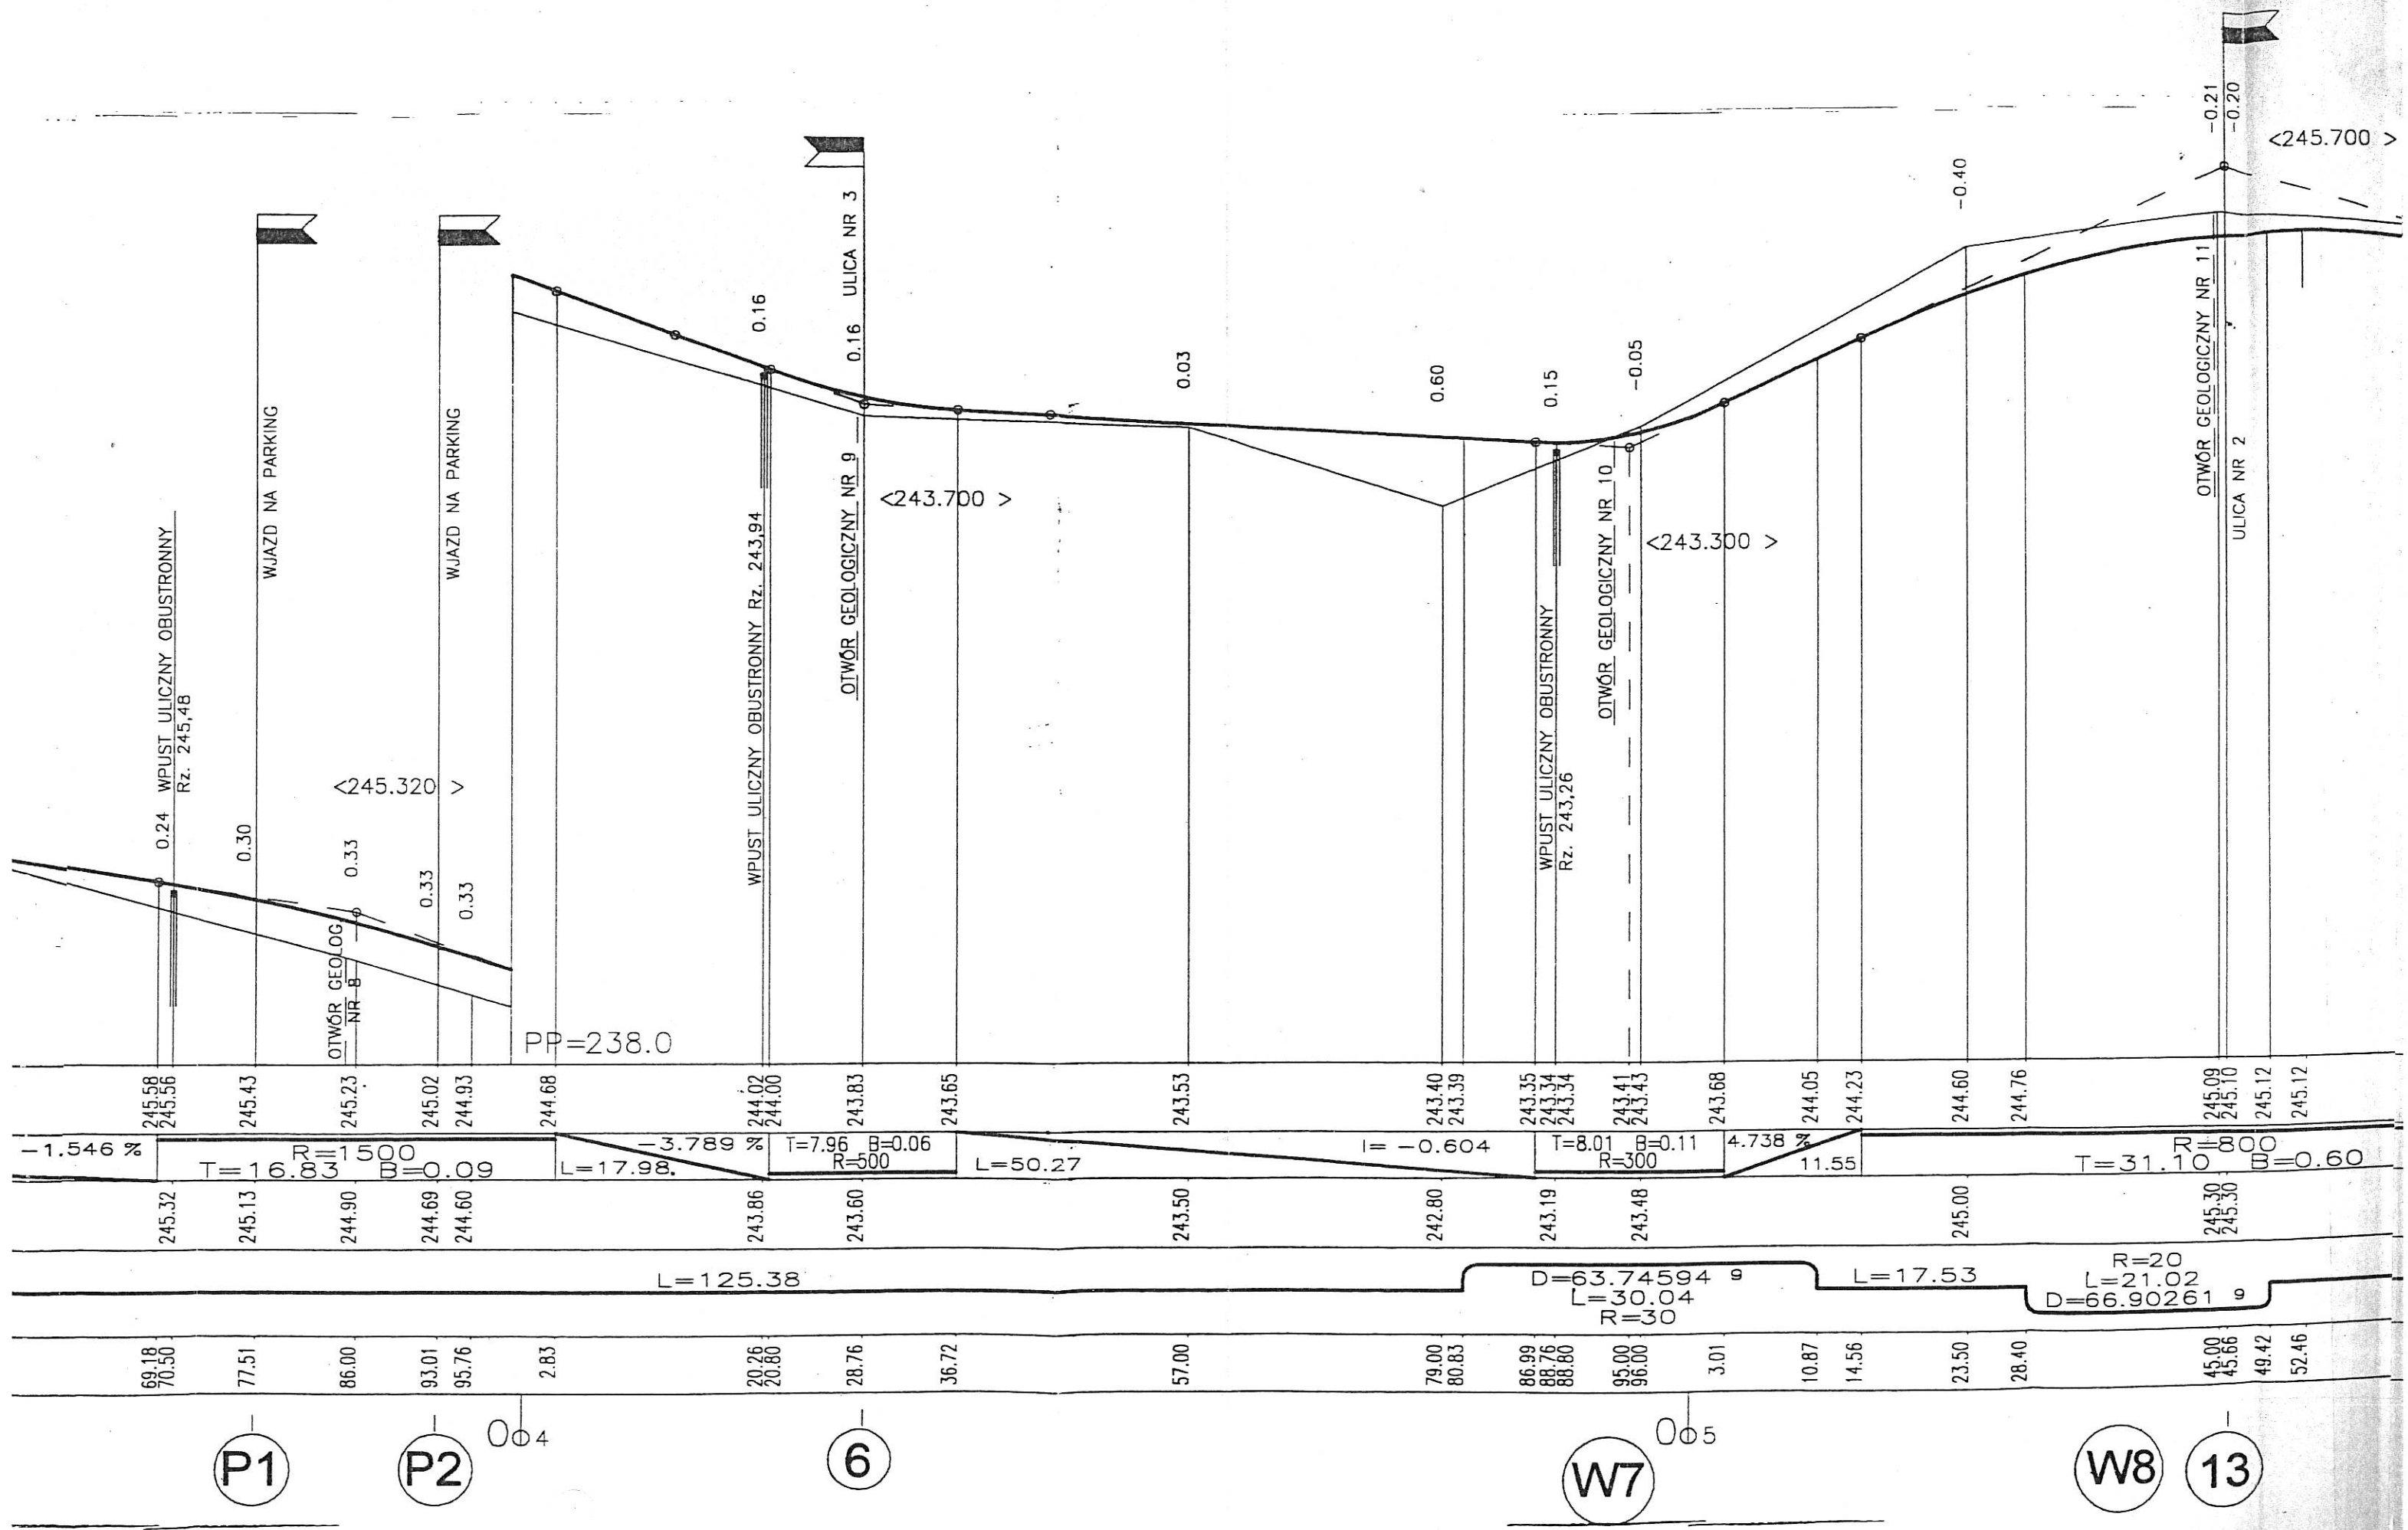 -0.21
-0.20
<245.700 >
-0.40
ULICA NR 3
0.16
0.16
0.03
0.60
0.15
-0.05
OTWÓR GEOLOGICZNY NR 11
ULICA NR 2
WJAZD NA PARKING
WJAZD NA PARKING
OTWÓR GEOLOGICZNY NR 9
<243.700 >
OTWÓR GEOLOGICZNY NR 10
<243.300 >
WPUST ULICZNY OBUSTRONNY
Rz. 245,48
WPUST ULICZNY OBUSTRONNY Rz. 243,94
WPUST ULICZNY OBUSTRONNY
Rz. 243,26
<245.320 >
0.24
0.30
0.33
0.33
0.33
OTWÓR GEOLOG.
NR 8
PP=238.0
245.58 245.56 245.43 245.23 245.02 244.93 244.68 244.02 244.00 243.83 243.65 243.53 243.40 243.39 243.35 243.34 243.34 243.41 243.43 243.68 244.05 244.23 244.60 244.76 245.09 245.10 245.12 245.12
-1.546 % R=1500 -3.789 % T=7.96 B=0.06 I= -0.604 T=8.01 B=0.11 4.738 % R=800
T=16.83 B=0.09 L=17.98. R=500 L=50.27 R=300 11.55 T=31.10 B=0.60
245.32 245.13 244.90 244.69 244.60 243.86 243.60 243.50 242.80 243.19 243.48 245.00 245.30 245.30
L=125.38
D=63.74594 g
L=30.04
R=30
L=17.53
R=20
L=21.02
D=66.90261 g
69.18 70.50 77.51 86.00 93.01 95.76 2.83 20.26 20.80 28.76 36.72 57.00 79.00 80.83 86.99 88.76 88.80 95.00 96.00 3.01 10.87 14.56 23.50 28.40 45.00 45.66 49.42 52.46
P1 P2 0 4 6 W7 0 5 W8 13